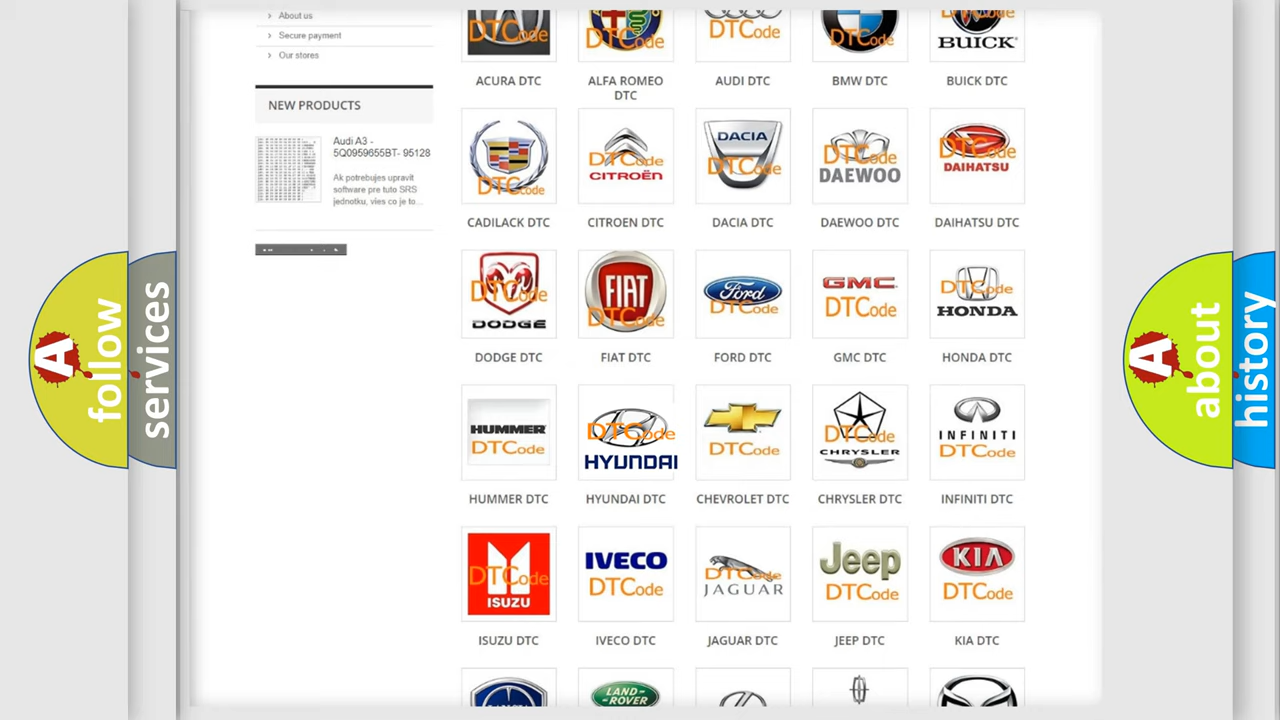 About us
Secure payment
Our stores
NEW PRODUCTS
Audi A3 -
5Q0959655BT- 95128
Ak potrebujes upravit
software pre tuto SRS
jednotku, vies co je to...
DTCode
DTCode
DTCode
DTCode
BUICK
ACURA DTC
ALFA ROMEO
DTC
AUDI DTC
BMW DTC
BUICK DTC
DTCode
DTCode
CITROËN
DACIA
DTCode
DTCode
DAEWOO
DTCode
DAIHATSU
CADILACK DTC
CITROEN DTC
DACIA DTC
DAEWOO DTC
DAIHATSU DTC
DTCode
DODGE
FIAT
DTCode
Ford
DTCode
GMC
DTCode
DTCode
HONDA
DODGE DTC
FIAT DTC
FORD DTC
GMC DTC
HONDA DTC
HUMMER
DTCode
DTCode
HYUNDAI
DTCode
DTCode
CHRYSLER
INFINITI
DTCode
HUMMER DTC
HYUNDAI DTC
CHEVROLET DTC
CHRYSLER DTC
INFINITI DTC
DTCode
ISUZU
IVECO
DTCode
DTCode
JAGUAR
Jeep
DTCode
KIA
DTCode
ISUZU DTC
IVECO DTC
JAGUAR DTC
JEEP DTC
KIA DTC
LAND-
ROVER
A
follow
services
A
about
history